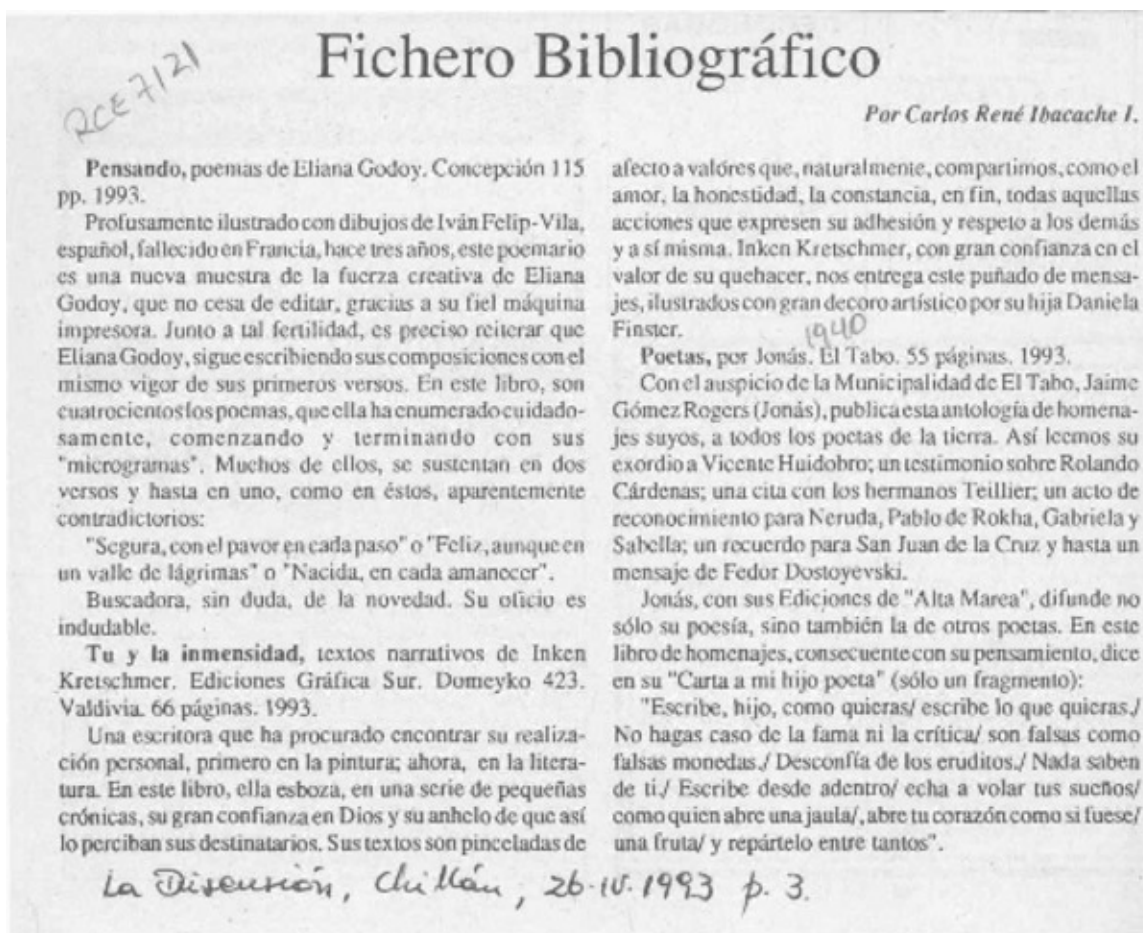 Fichero Bibliográfico
RCE7121
Por Carlos René Ibacache I.
Pensando, poemas de Eliana Godoy. Concepción 115
pp. 1993.
Profusamente ilustrado con dibujos de Iván Felip-Vila,
español, fallecido en Francia, hace tres años, este poemario
es una nueva muestra de la fuerza creativa de Eliana
Godoy, que no cesa de editar, gracias a su fiel máquina
impresora. Junto a tal fertilidad, es preciso reiterar que
Eliana Godoy, sigue escribiendo sus composiciones con el
mismo vigor de sus primeros versos. En este libro, son
cuatrocientos los poemas, que ella ha enumerado cuidado-
samente, comenzando y terminando con sus
"microgramas". Muchos de ellos, se sustentan en dos
versos y hasta en uno, como en éstos, aparentemente
contradictorios:
"Segura, con el pavor en cada paso" o "Feliz, aunque en
un valle de lágrimas" o "Nacida, en cada amanecer".
Buscadora, sin duda, de la novedad. Su oficio es
indudable.
Tu y la inmensidad, textos narrativos de Inken
Kretschmer. Ediciones Gráfica Sur. Domeyko 423.
Valdivia. 66 páginas. 1993.
Una escritora que ha procurado encontrar su realiza-
ción personal, primero en la pintura; ahora, en la litera-
tura. En este libro, ella esboza, en una serie de pequeñas
crónicas, su gran confianza en Dios y su anhelo de que así
lo perciban sus destinatarios. Sus textos son pinceladas de
afecto a valores que, naturalmente, compartimos, como el
amor, la honestidad, la constancia, en fin, todas aquellas
acciones que expresen su adhesión y respeto a los demás
y a sí misma. Inken Kretschmer, con gran confianza en el
valor de su quehacer, nos entrega este puñado de mensa-
jes, ilustrados con gran decoro artístico por su hija Daniela
Finster.
1940
Poetas, por Jonás. El Tabo. 55 páginas. 1993.
Con el auspicio de la Municipalidad de El Tabo, Jaime
Gómez Rogers (Jonás), publica esta antología de homena-
jes suyos, a todos los poetas de la tierra. Así leemos su
exordio a Vicente Huidobro; un testimonio sobre Rolando
Cárdenas; una cita con los hermanos Teillier; un acto de
reconocimiento para Neruda, Pablo de Rokha, Gabriela y
Sabella; un recuerdo para San Juan de la Cruz y hasta un
mensaje de Fedor Dostoyevski.
Jonás, con sus Ediciones de "Alta Marea", difunde no
sólo su poesía, sino también la de otros poetas. En este
libro de homenajes, consecuente con su pensamiento, dice
en su "Carta a mi hijo poeta" (sólo un fragmento):
"Escribe, hijo, como quieras/ escribe lo que quieras./
No hagas caso de la fama ni la crítica/ son falsas como
falsas monedas./ Desconfía de los eruditos./ Nada saben
de ti./ Escribe desde adentro/ echa a volar tus sueños/
como quien abre una jaula/, abre tu corazón como si fuese/
una fruta/ y repártelo entre tantos".
La Discusión, Chillán, 26-IV-1993 p. 3.